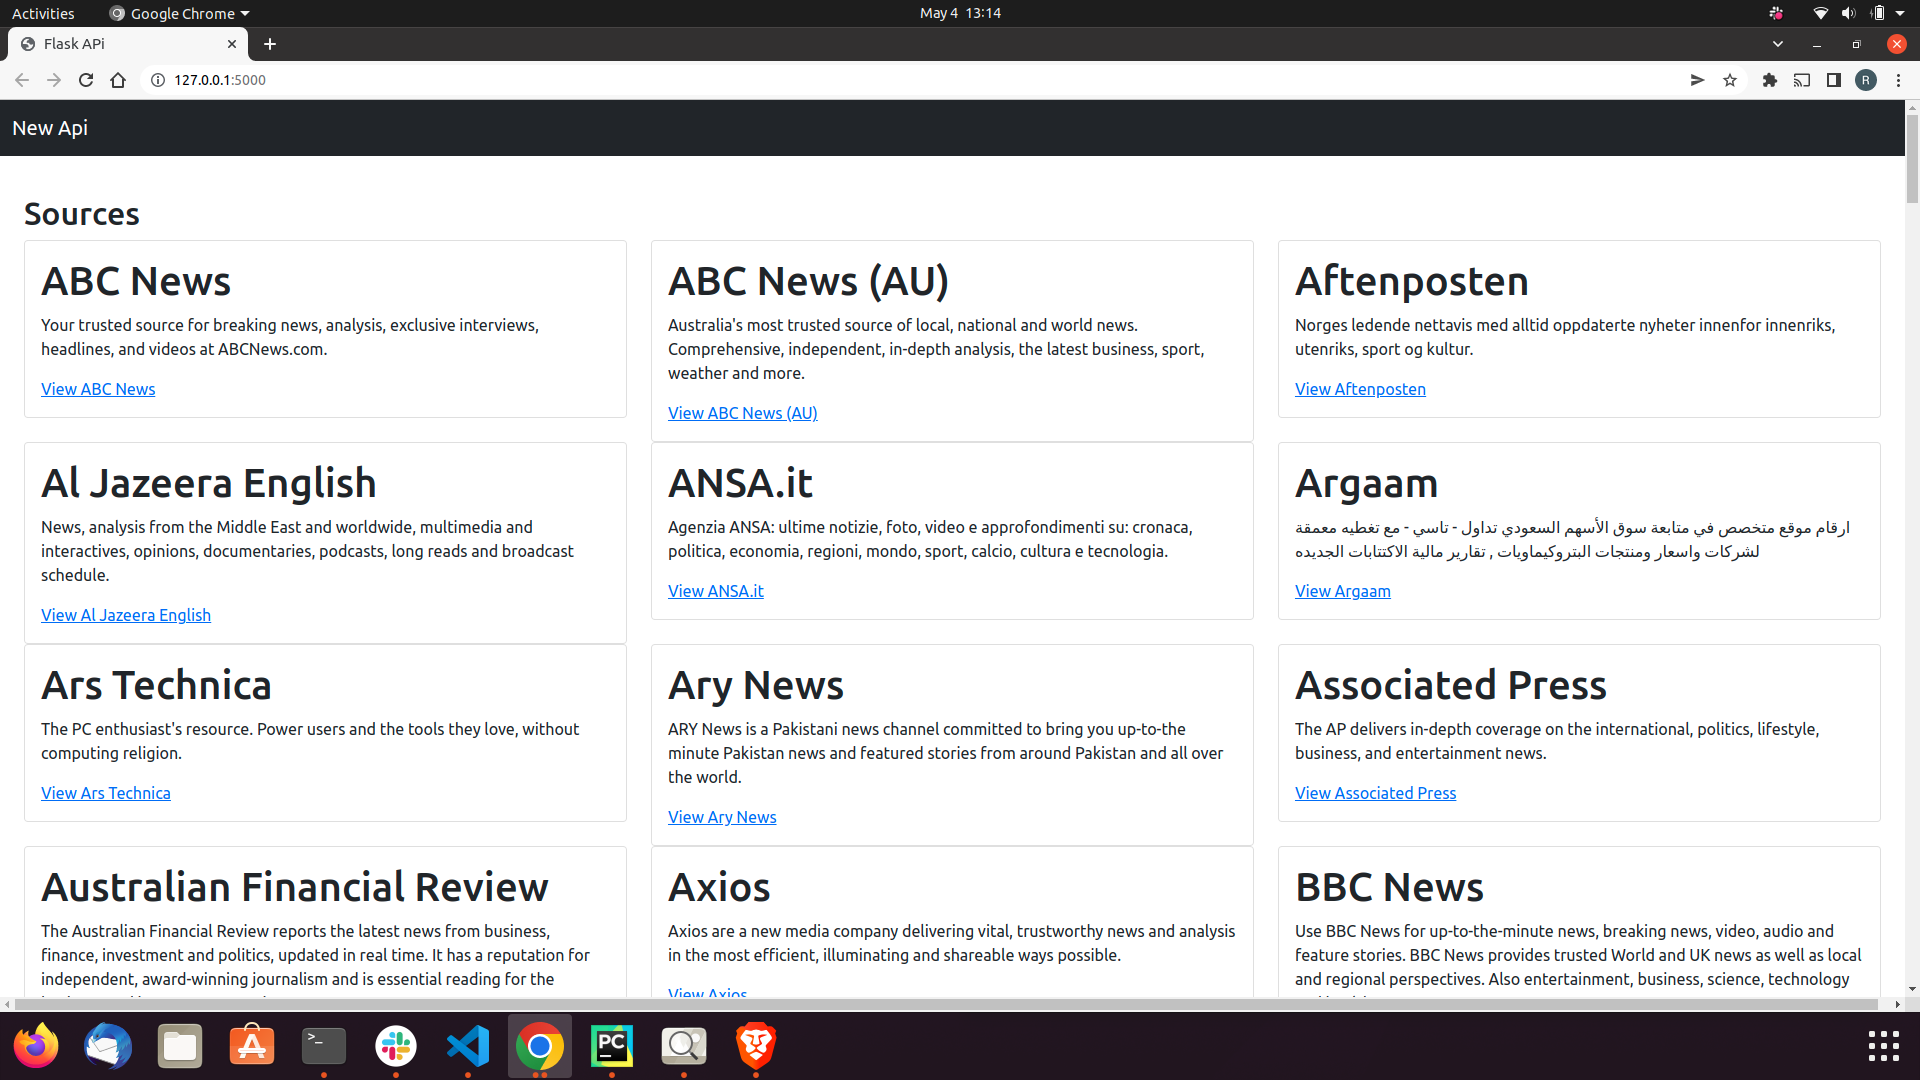 Activities
Google Chrome
May 4 13:14
Flask APi
127.0.0.1:5000
R
New Api
Sources
ABC News
Your trusted source for breaking news, analysis, exclusive interviews,
headlines, and videos at ABCNews.com.
View ABC News
ABC News (AU)
Australia's most trusted source of local, national and world news.
Comprehensive, independent, in-depth analysis, the latest business, sport,
weather and more.
View ABC News (AU)
Aftenposten
Norges ledende nettavis med alltid oppdaterte nyheter innenfor innenriks,
utenriks, sport og kultur.
View Aftenposten
Al Jazeera English
News, analysis from the Middle East and worldwide, multimedia and
interactives, opinions, documentaries, podcasts, long reads and broadcast
schedule.
View Al Jazeera English
ANSA.it
Agenzia ANSA: ultime notizie, foto, video e approfondimenti su: cronaca,
politica, economia, regioni, mondo, sport, calcio, cultura e tecnologia.
View ANSA.it
Argaam
ارقام موقع متخصص في متابعة سوق الأسهم السعودي تداول - تاسي - مع تغطيه معمقة
لشركات واسعار ومنتجات البتروكيماويات , تقارير مالية الاكتتابات الجديده
View Argaam
Ars Technica
The PC enthusiast's resource. Power users and the tools they love, without
computing religion.
View Ars Technica
Ary News
ARY News is a Pakistani news channel committed to bring you up-to-the
minute Pakistan news and featured stories from around Pakistan and all over
the world.
View Ary News
Associated Press
The AP delivers in-depth coverage on the international, politics, lifestyle,
business, and entertainment news.
View Associated Press
Australian Financial Review
The Australian Financial Review reports the latest news from business,
finance, investment and politics, updated in real time. It has a reputation for
independent, award-winning journalism and is essential reading for the
Axios
Axios are a new media company delivering vital, trustworthy news and analysis
in the most efficient, illuminating and shareable ways possible.
View Axios
BBC News
Use BBC News for up-to-the-minute news, breaking news, video, audio and
feature stories. BBC News provides trusted World and UK news as well as local
and regional perspectives. Also entertainment, business, science, technology
>_
PC